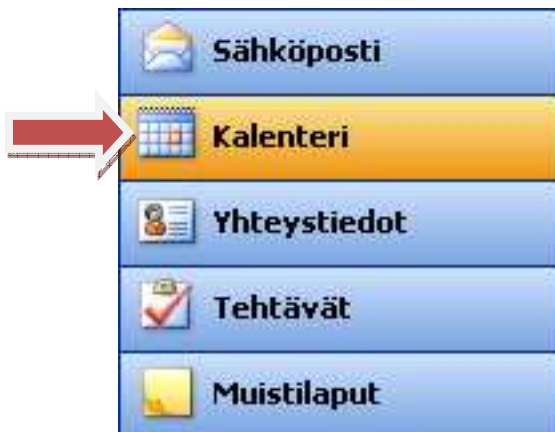 Sähköposti
Kalenteri
Yhteystiedot
Tehtävät
Muistilaput